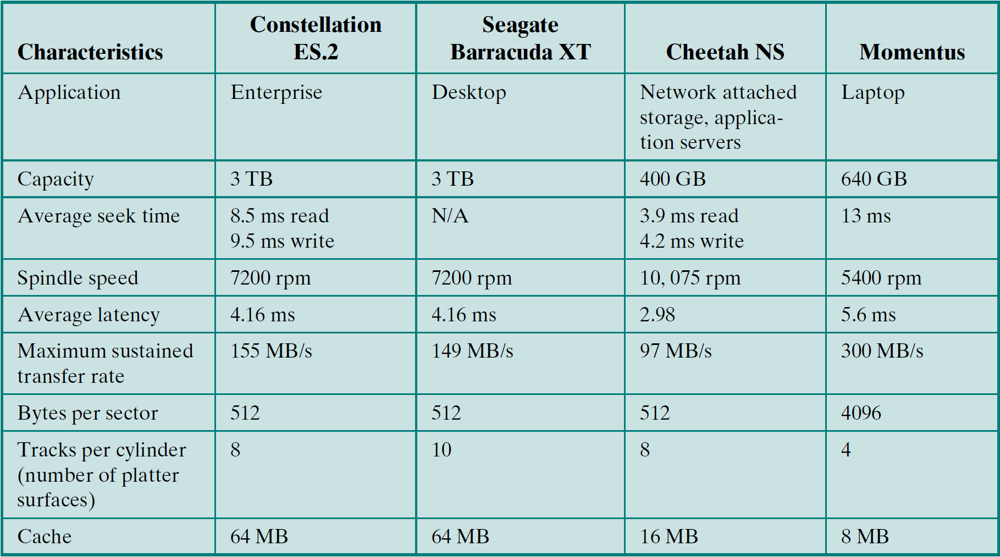 Characteristics
Constellation
ES.2
Seagate
Barracuda XT
Cheetah NS
Momentus
Application
Enterprise
Desktop
Network attached
storage, applica-
tion servers
Laptop
Capacity
3 TB
3 TB
400 GB
640 GB
Average seek time
8.5 ms read
9.5 ms write
N/A
3.9 ms read
4.2 ms write
13 ms
Spindle speed
7200 rpm
7200 rpm
10, 075 rpm
5400 rpm
Average latency
4.16 ms
4.16 ms
2.98
5.6 ms
Maximum sustained
transfer rate
155 MB/s
149 MB/s
97 MB/s
300 MB/s
Bytes per sector
512
512
512
4096
Tracks per cylinder
(number of platter
surfaces)
8
10
8
4
Cache
64 MB
64 MB
16 MB
8 MB